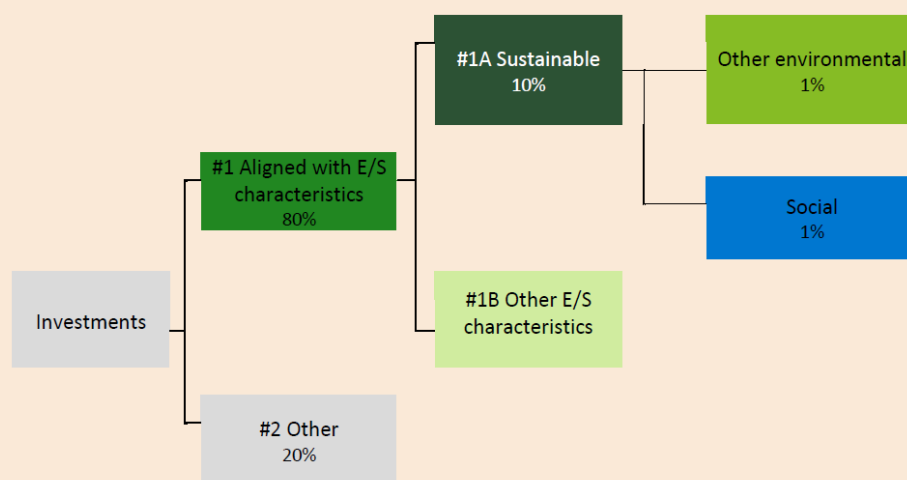 Investments
#1 Aligned with E/S
characteristics
80%
#2 Other
20%
#1A Sustainable
10%
#1B Other E/S
characteristics
Other environmental
1%
Social
1%